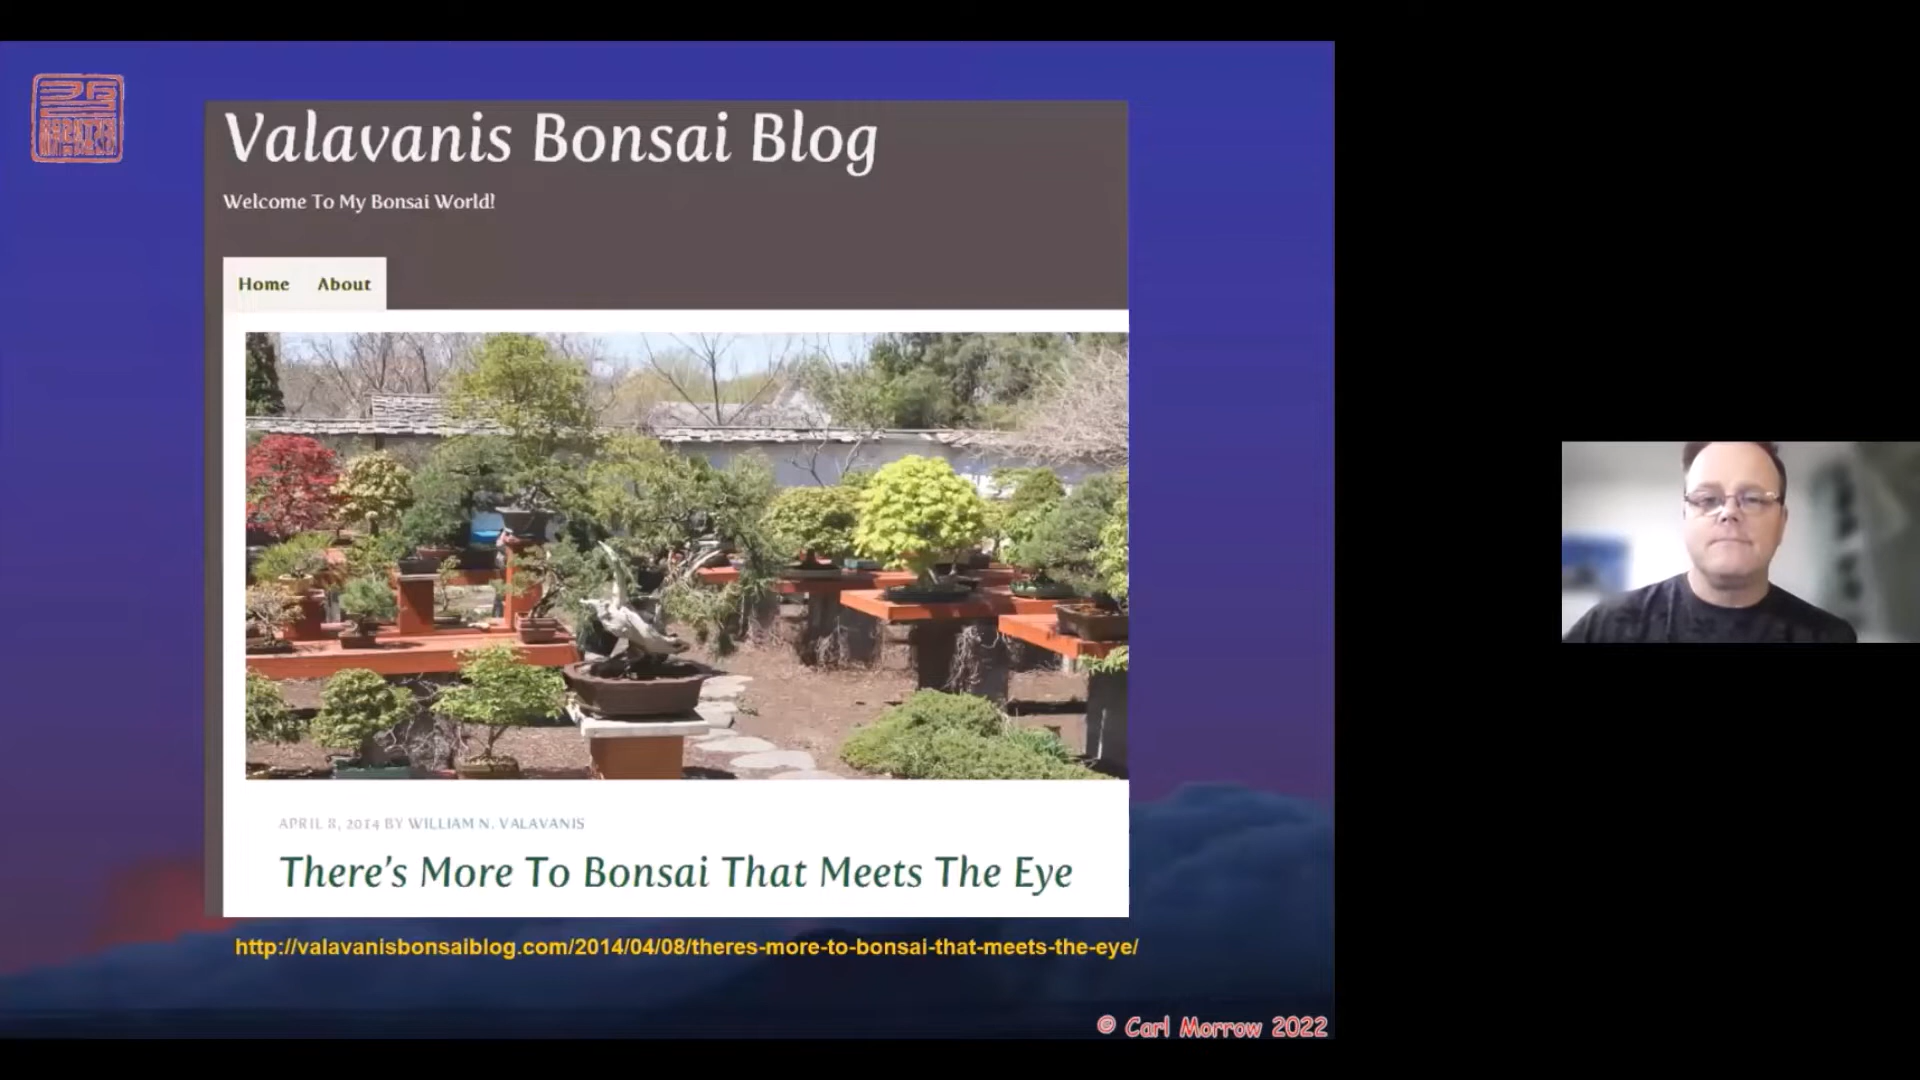 Valavanis Bonsai Blog
Welcome To My Bonsai World!
Home About
APRIL 8, 2014 BY WILLIAM N. VALAVANIS
There's More To Bonsai That Meets The Eye
http://valavanisbonsaiblog.com/2014/04/08/theres-more-to-bonsai-that-meets-the-eye/
© Carl Morrow 2022